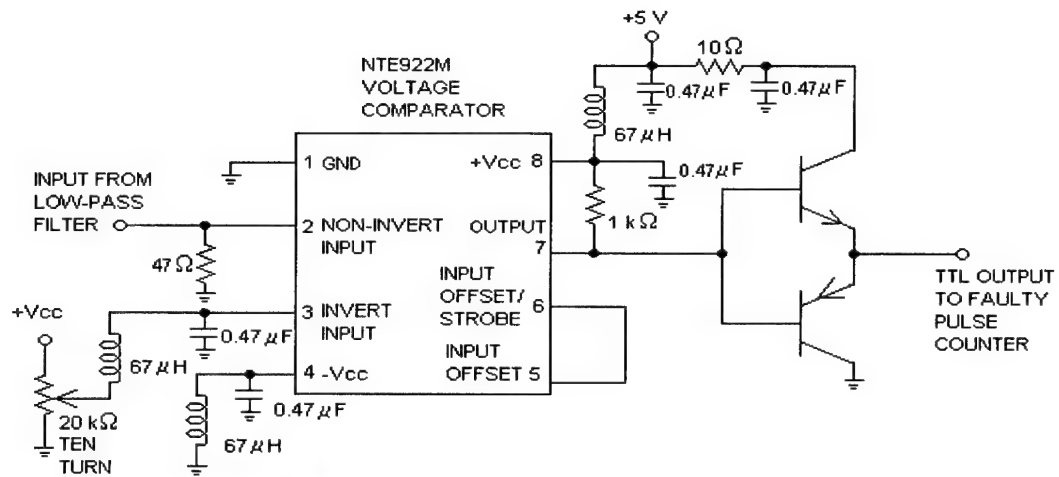 +5 V
10Ω
NTE922M
VOLTAGE
COMPARATOR
0.47μF
0.47μF
67μH
1 GND
+Vcc 8
0.47μF
INPUT FROM
LOW-PASS
FILTER
2 NON-INVERT
INPUT
OUTPUT
7
1 kΩ
47Ω
INPUT
OFFSET/
STROBE
6
TTL OUTPUT
TO FAULTY
PULSE
COUNTER
+Vcc
3 INVERT
INPUT
0.47μF
INPUT
OFFSET 5
67μH
4 -Vcc
0.47μF
20 kΩ
TEN
TURN
67μH